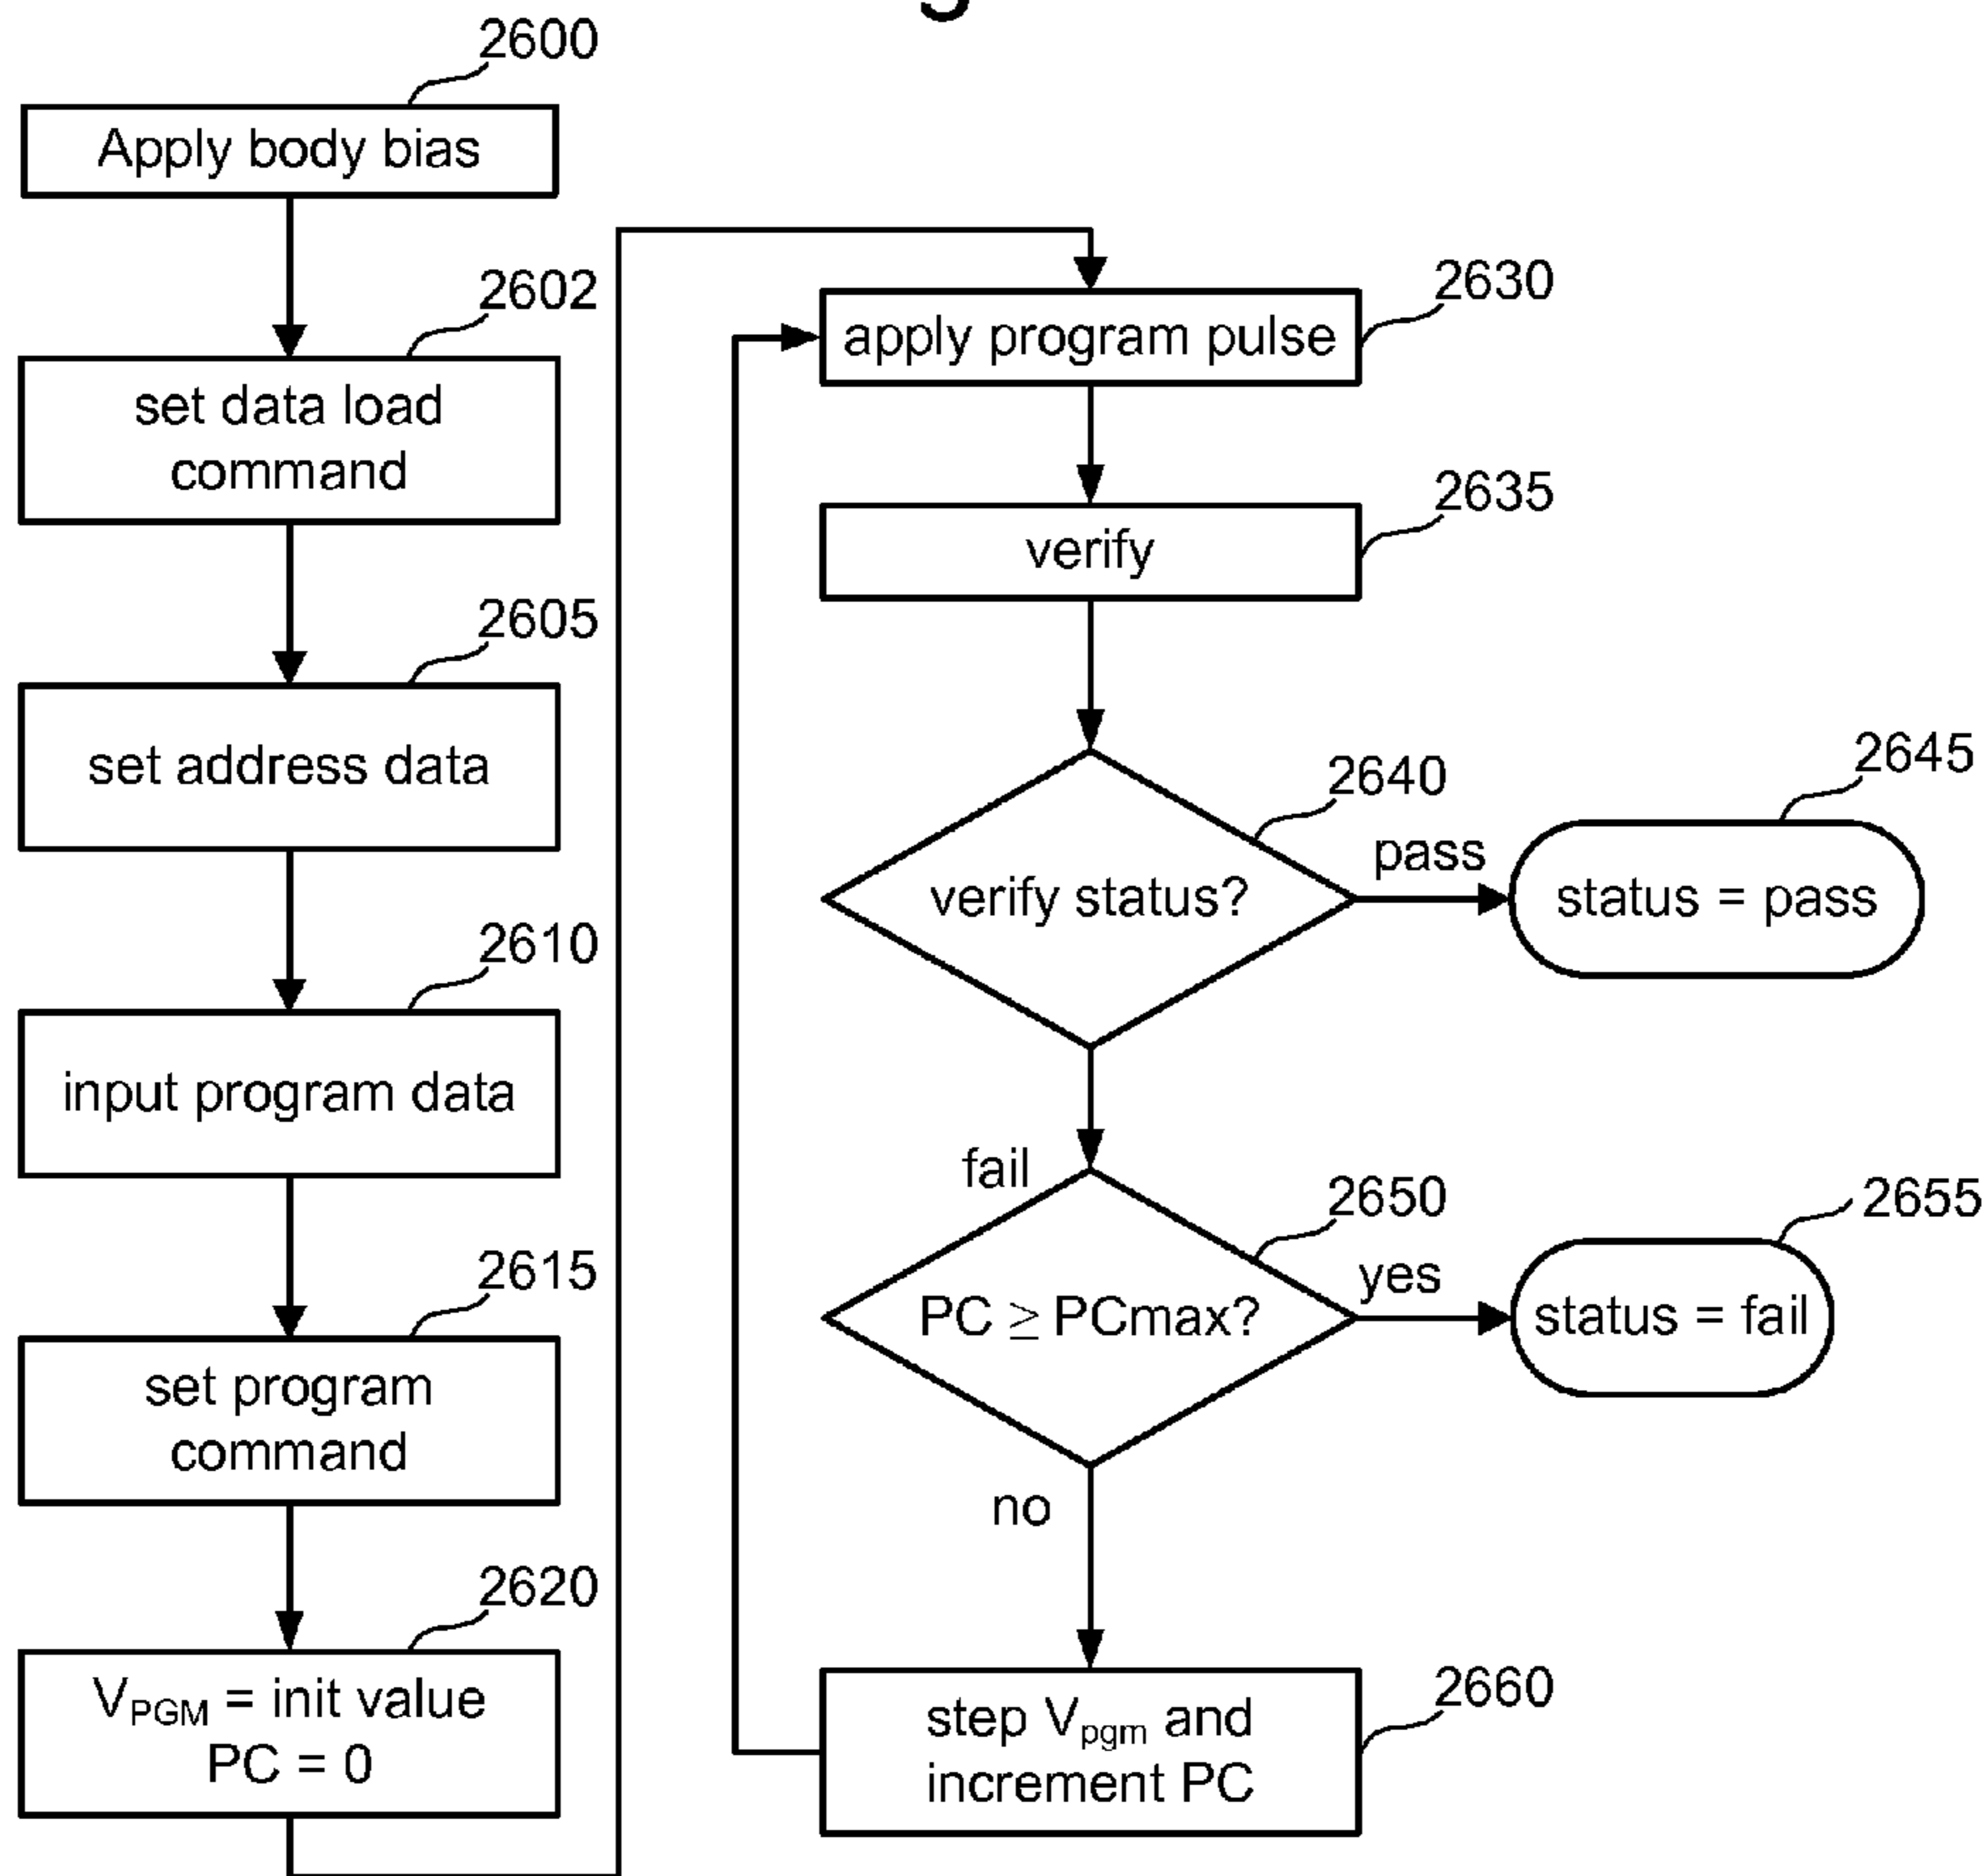 2600
Apply body bias
2602
set data load
command
2605
set address data
2610
input program data
2615
set program
command
2620
V_PGM = init value
PC = 0
2630
apply program pulse
2635
verify
2640
verify status?
pass
2645
status = pass
fail
2650
PC ≥ PCmax?
yes
2655
status = fail
no
2660
step V_pgm and
increment PC